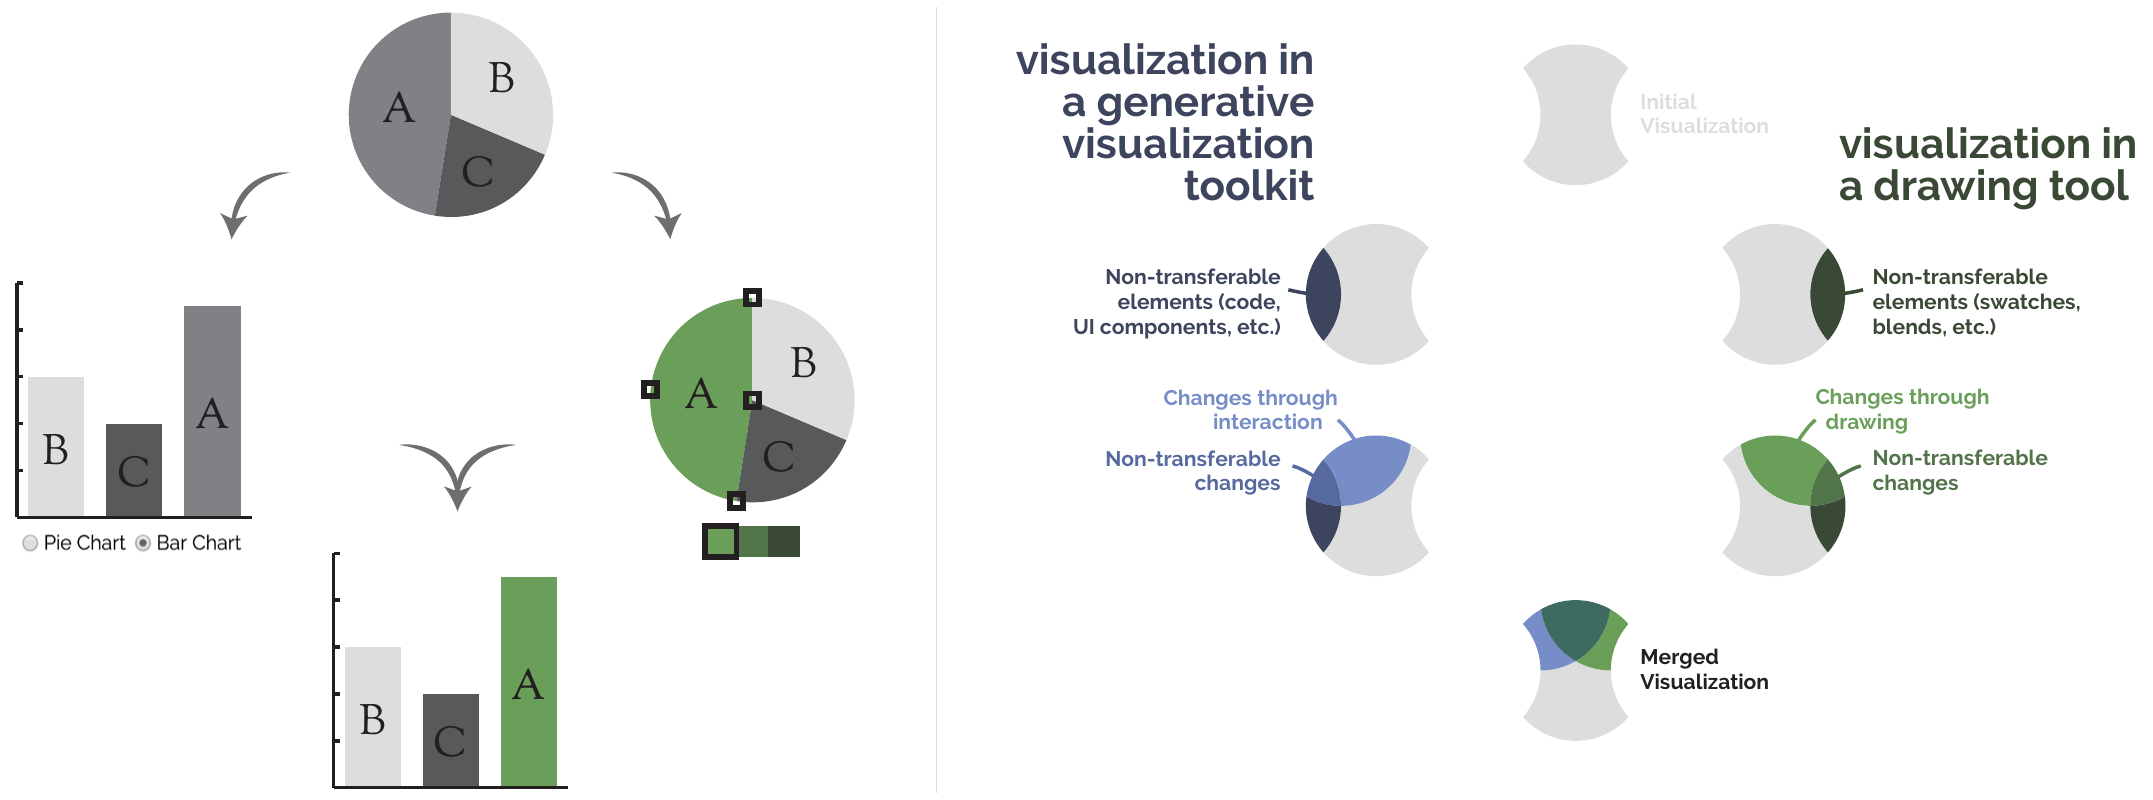 A
B
C
B
C
A
Pie Chart
Bar Chart
A
B
C
B
C
A
visualization in
a generative
visualization
toolkit
Initial
Visualization
visualization in
a drawing tool
Non-transferable
elements (code,
UI components, etc.)
Non-transferable
elements (swatches,
blends, etc.)
Changes through
interaction
Non-transferable
changes
Changes through
drawing
Non-transferable
changes
Merged
Visualization